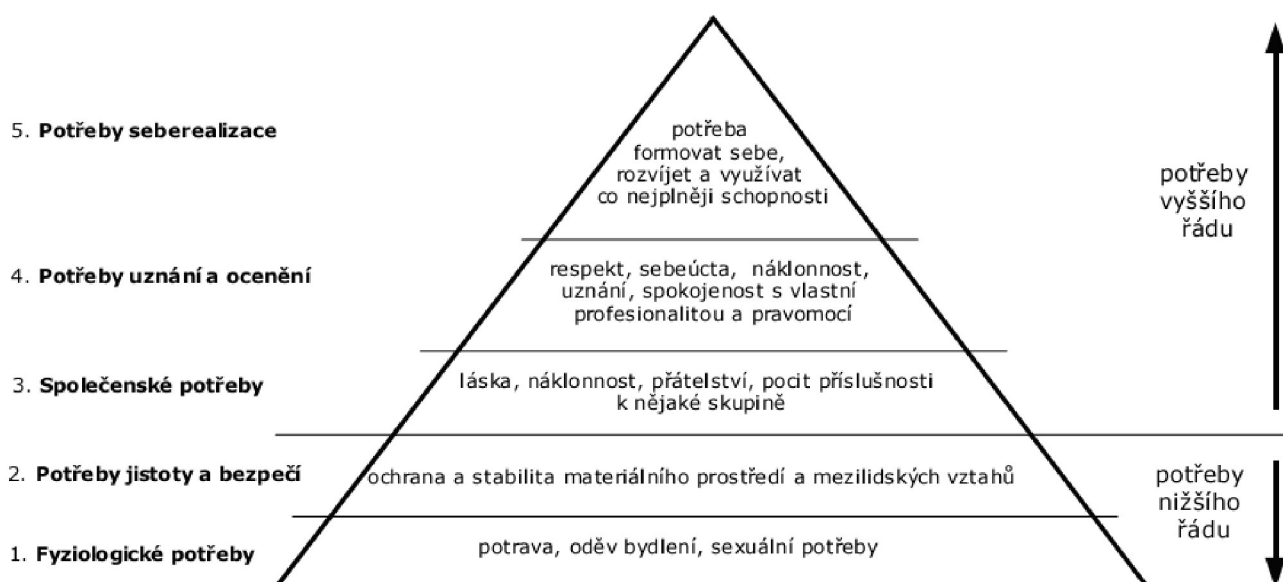 5. Potřeby seberealizace
potřeba
formovat sebe,
rozvíjet a využívat
co nejplněji schopnosti
potřeby
vyššího
řádu
4. Potřeby uznání a ocenění
respekt, sebeúcta, náklonnost,
uznání, spokojenost s vlastní
profesionalitou a pravomocí
3. Společenské potřeby
láska, náklonnost, přátelství, pocit příslušnosti
k nějaké skupině
2. Potřeby jistoty a bezpečí
ochrana a stabilita materiálního prostředí a mezilidských vztahů
potřeby
nižšího
řádu
1. Fyziologické potřeby
potrava, oděv bydlení, sexuální potřeby